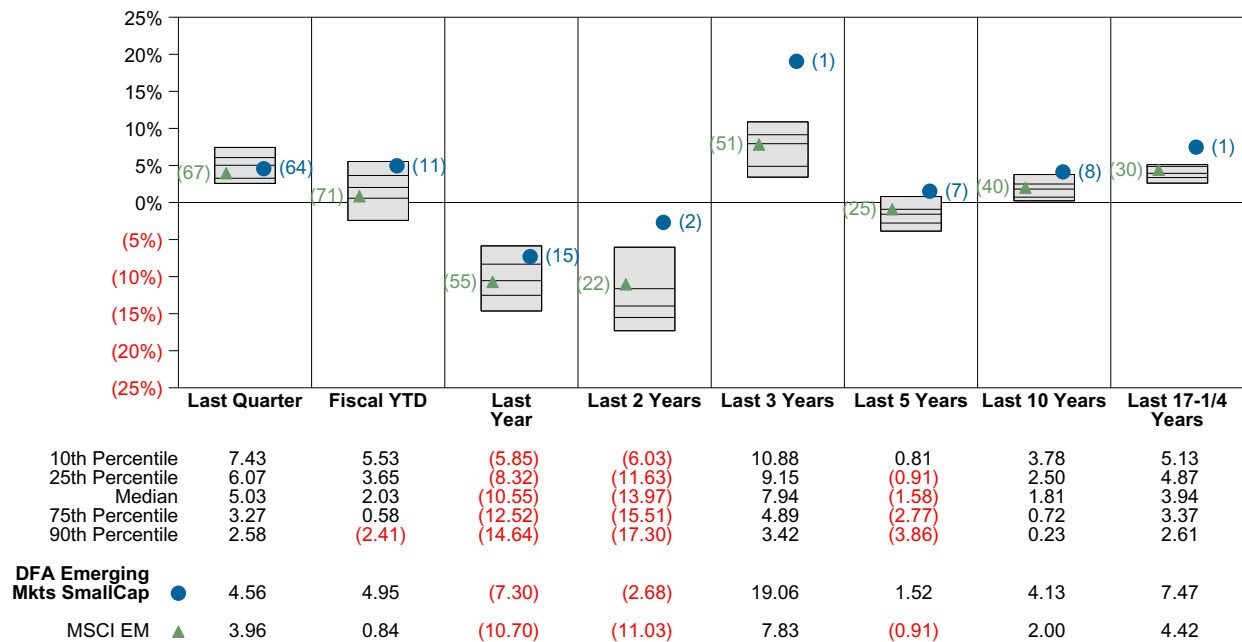 25%
20%
15%
10%
5%
0%
(5%)
(10%)
(15%)
(20%)
(25%)
(67) (64)
(71) (11)
(55) (15)
(22) (2)
(51) (1)
(25) (7)
(40) (8)
(30) (1)
Last Quarter Fiscal YTD Last Year Last 2 Years Last 3 Years Last 5 Years Last 10 Years Last 17-1/4 Years
10th Percentile 7.43 5.53 (5.85) (6.03) 10.88 0.81 3.78 5.13
25th Percentile 6.07 3.65 (8.32) (11.63) 9.15 (0.91) 2.50 4.87
Median 5.03 2.03 (10.55) (13.97) 7.94 (1.58) 1.81 3.94
75th Percentile 3.27 0.58 (12.52) (15.51) 4.89 (2.77) 0.72 3.37
90th Percentile 2.58 (2.41) (14.64) (17.30) 3.42 (3.86) 0.23 2.61
DFA Emerging
Mkts SmallCap 4.56 4.95 (7.30) (2.68) 19.06 1.52 4.13 7.47
MSCI EM 3.96 0.84 (10.70) (11.03) 7.83 (0.91) 2.00 4.42